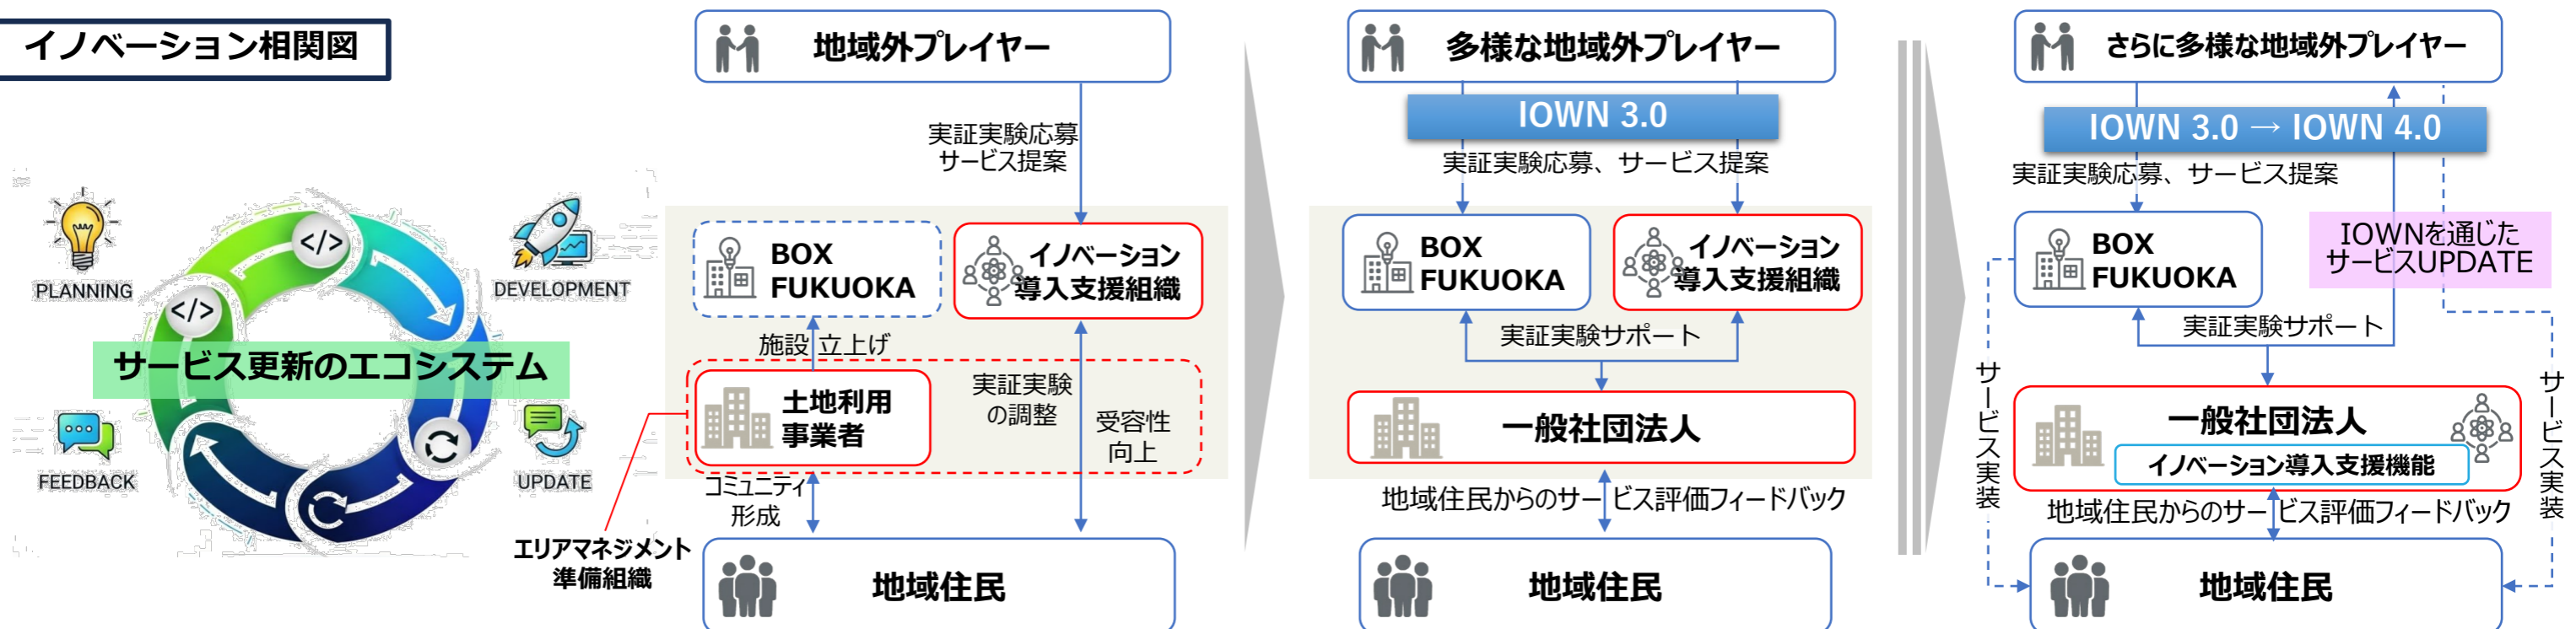 イノベーション相関図
PLANNING
DEVELOPMENT
</>
</>
サービス更新のエコシステム
FEEDBACK
UPDATE
地域外プレイヤー
実証実験応募
サービス提案
BOX
FUKUOKA
イノベーション
導入支援組織
施設 立上げ
土地利用
事業者
実証実験
の調整
受容性
向上
コミュニティ
形成
エリアマネジメント
準備組織
地域住民
多様な地域外プレイヤー
IOWN 3.0
実証実験応募、サービス提案
BOX
FUKUOKA
イノベーション
導入支援組織
実証実験サポート
一般社団法人
地域住民からのサービス評価フィードバック
地域住民
さらに多様な地域外プレイヤー
IOWN 3.0 → IOWN 4.0
実証実験応募、サービス提案
BOX
FUKUOKA
IOWNを通じた
サービスUPDATE
実証実験サポート
サービス実装
サービス実装
一般社団法人
イノベーション導入支援機能
地域住民からのサービス評価フィードバック
地域住民